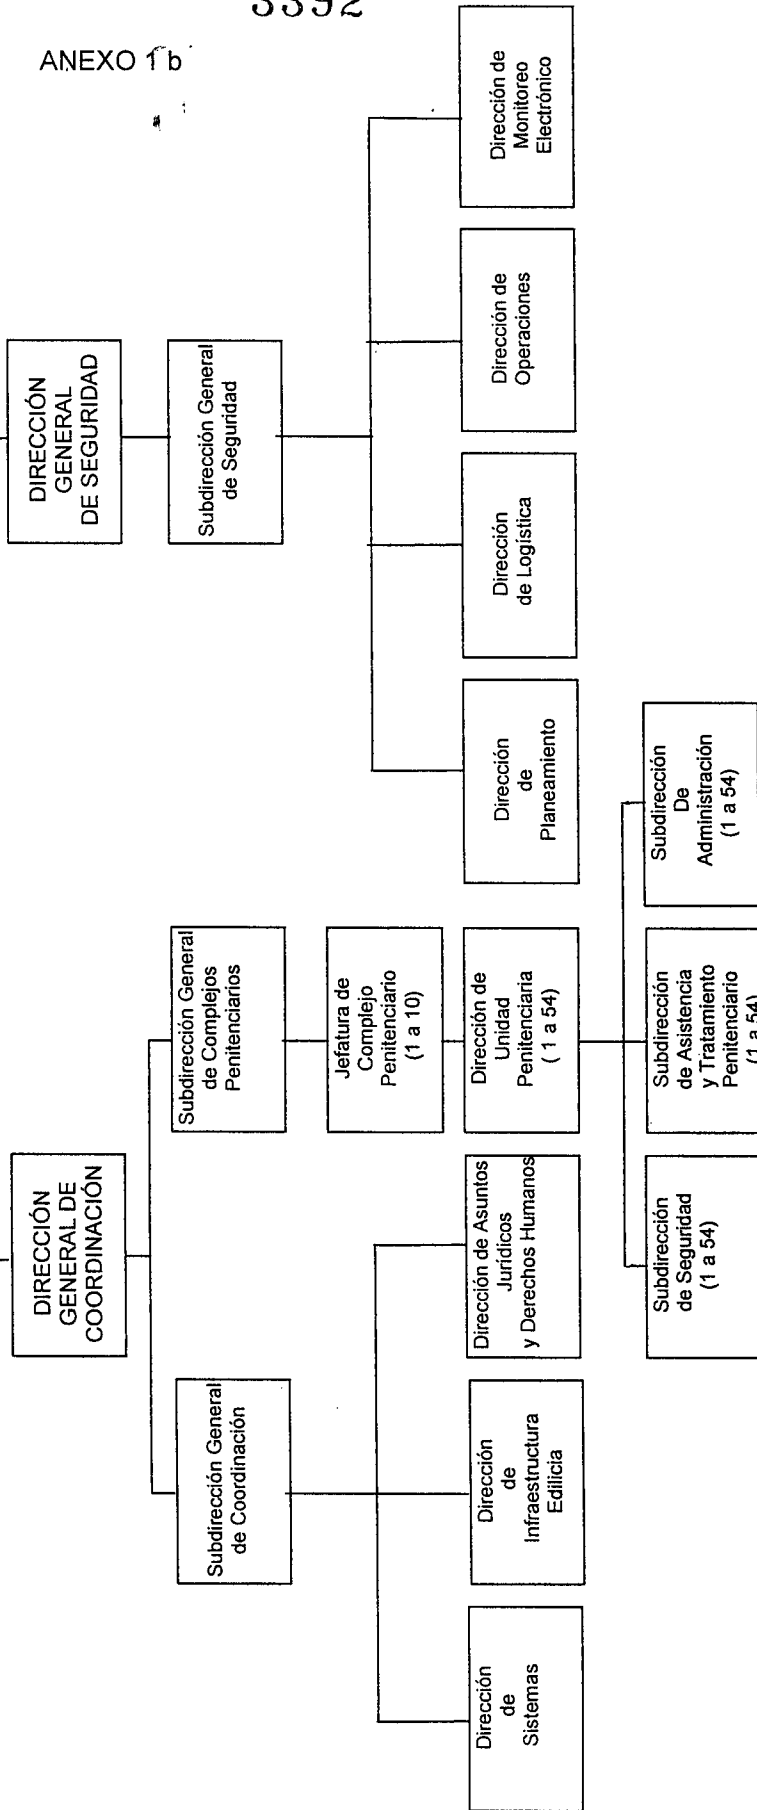 3392
ANEXO 1 b
DIRECCIÓN
GENERAL DE
COORDINACIÓN
Subdirección General
de Coordinación
Dirección
de
Sistemas
Dirección
de
Infraestructura
Edilicia
Dirección de Asuntos
Jurídicos
y Derechos Humanos
Subdirección General
de Complejos
Penitenciarios
Jefatura de
Complejo
Penitenciario
(1 a 10)
Dirección de
Unidad
Penitenciaria
( 1 a 54)
Subdirección
de Seguridad
(1 a 54)
Subdirección
de Asistencia
y Tratamiento
Penitenciario
(1 a 54)
Subdirección
De
Administración
(1 a 54)
DIRECCIÓN
GENERAL
DE SEGURIDAD
Subdirección General
de Seguridad
Dirección
de
Planeamiento
Dirección
de Logística
Dirección de
Operaciones
Dirección de
Monitoreo
Electrónico